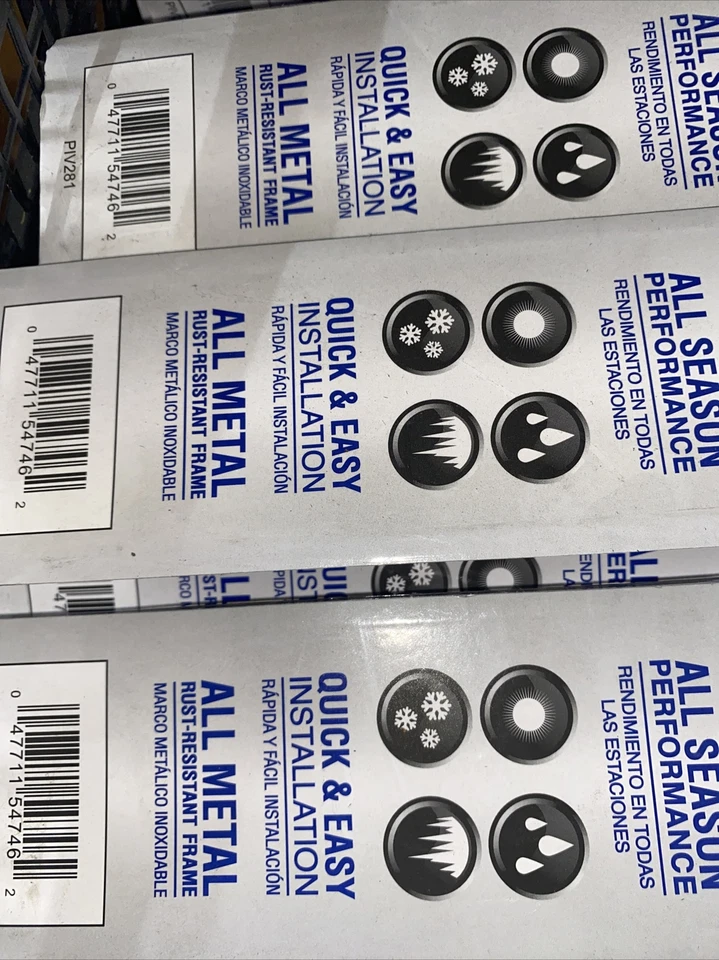 ALL SEASON
PERFORMANCE
RENDIMIENTO EN TODAS
LAS ESTACIONES
QUICK & EASY
INSTALLATION
RÁPIDA Y FÁCIL INSTALACIÓN
ALL METAL
RUST-RESISTANT FRAME
MARCO METÁLICO INOXIDABLE
0 47711 54746 2
PIV281
ALL SEASON
PERFORMANCE
RENDIMIENTO EN TODAS
LAS ESTACIONES
QUICK & EASY
INSTALLATION
RÁPIDA Y FÁCIL INSTALACIÓN
ALL METAL
RUST-RESISTANT FRAME
MARCO METÁLICO INOXIDABLE
0 47711 54746 2
ALL SEASON
PERFORMANCE
RENDIMIENTO EN TODAS
LAS ESTACIONES
QUICK & EASY
INSTALLATION
RÁPIDA Y FÁCIL INSTALACIÓN
ALL METAL
RUST-RESISTANT FRAME
MARCO METÁLICO INOXIDABLE
0 47711 54746 2